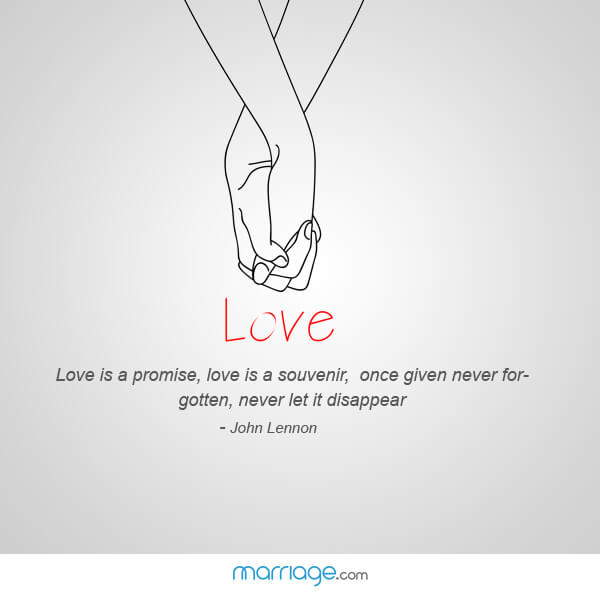 Love
Love is a promise, love is a souvenir,  once given never for-
gotten, never let it disappear
- John Lennon
marriage.com